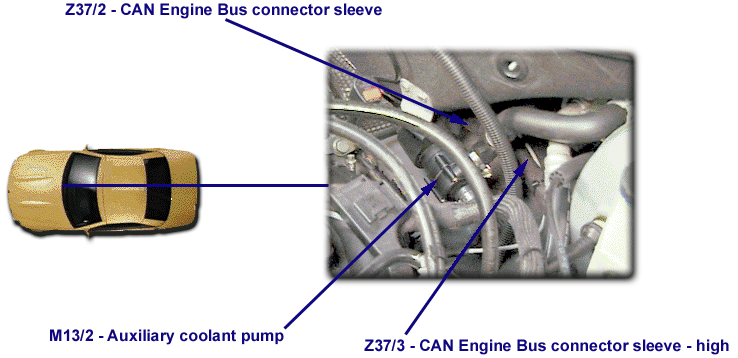 Z37/2 - CAN Engine Bus connector sleeve
M13/2 - Auxiliary coolant pump
Z37/3 - CAN Engine Bus connector sleeve - high